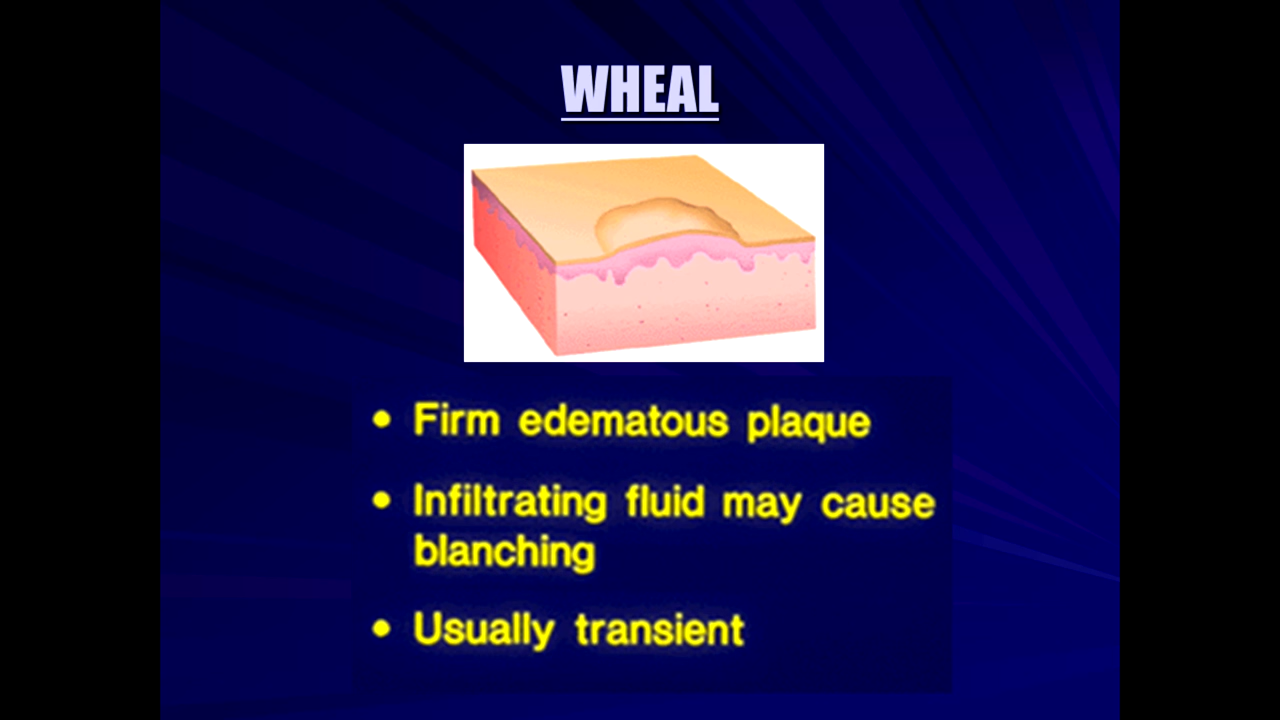 WHEAL
• Firm edematous plaque
• Infiltrating fluid may cause
blanching
• Usually transient